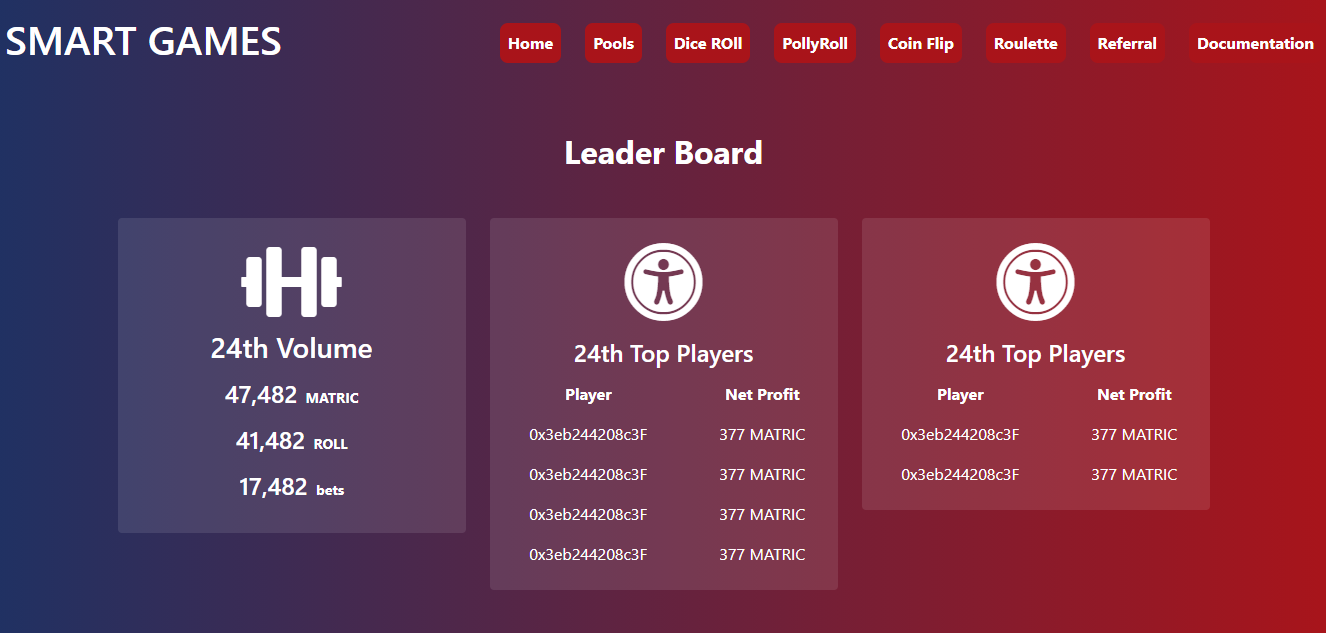 SMART GAMES
Home Pools Dice ROll PollyRoll Coin Flip Roulette Referral Documentation
Leader Board
24th Volume
47,482 MATRIC
41,482 ROLL
17,482 bets
24th Top Players
Player Net Profit
0x3eb244208c3F 377 MATRIC
0x3eb244208c3F 377 MATRIC
0x3eb244208c3F 377 MATRIC
0x3eb244208c3F 377 MATRIC
24th Top Players
Player Net Profit
0x3eb244208c3F 377 MATRIC
0x3eb244208c3F 377 MATRIC